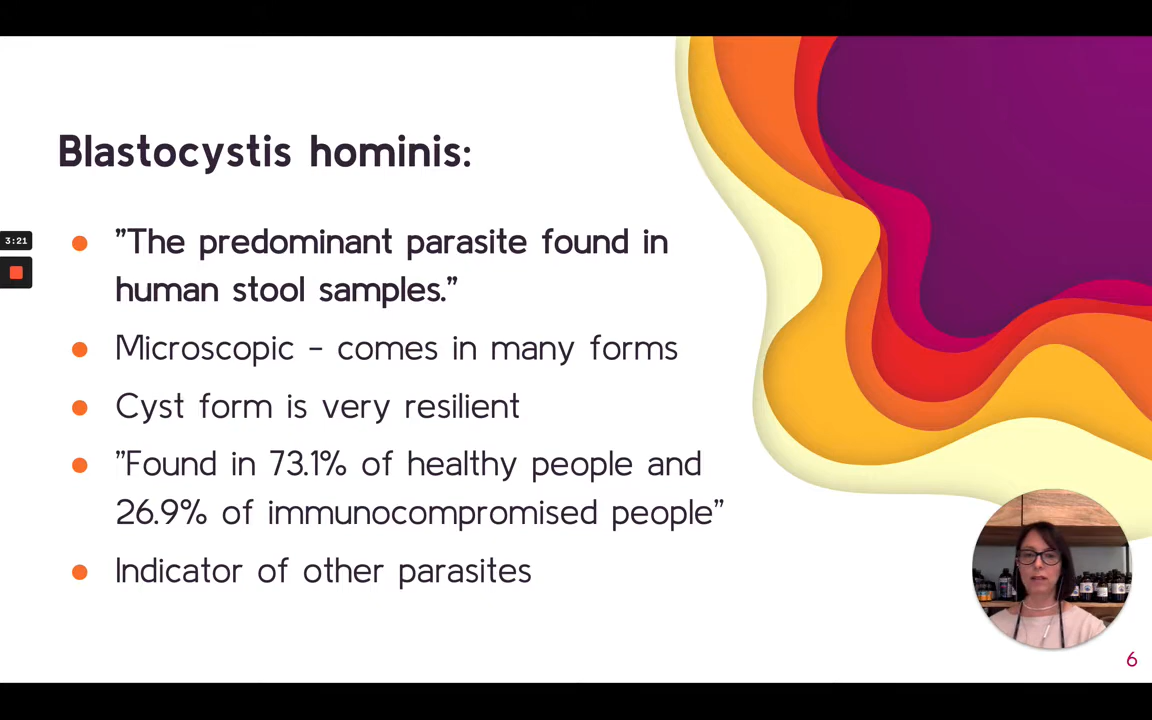 Blastocystis hominis:
3:21
”The predominant parasite found in
human stool samples.”
Microscopic - comes in many forms
Cyst form is very resilient
”Found in 73.1% of healthy people and
26.9% of immunocompromised people”
Indicator of other parasites
6